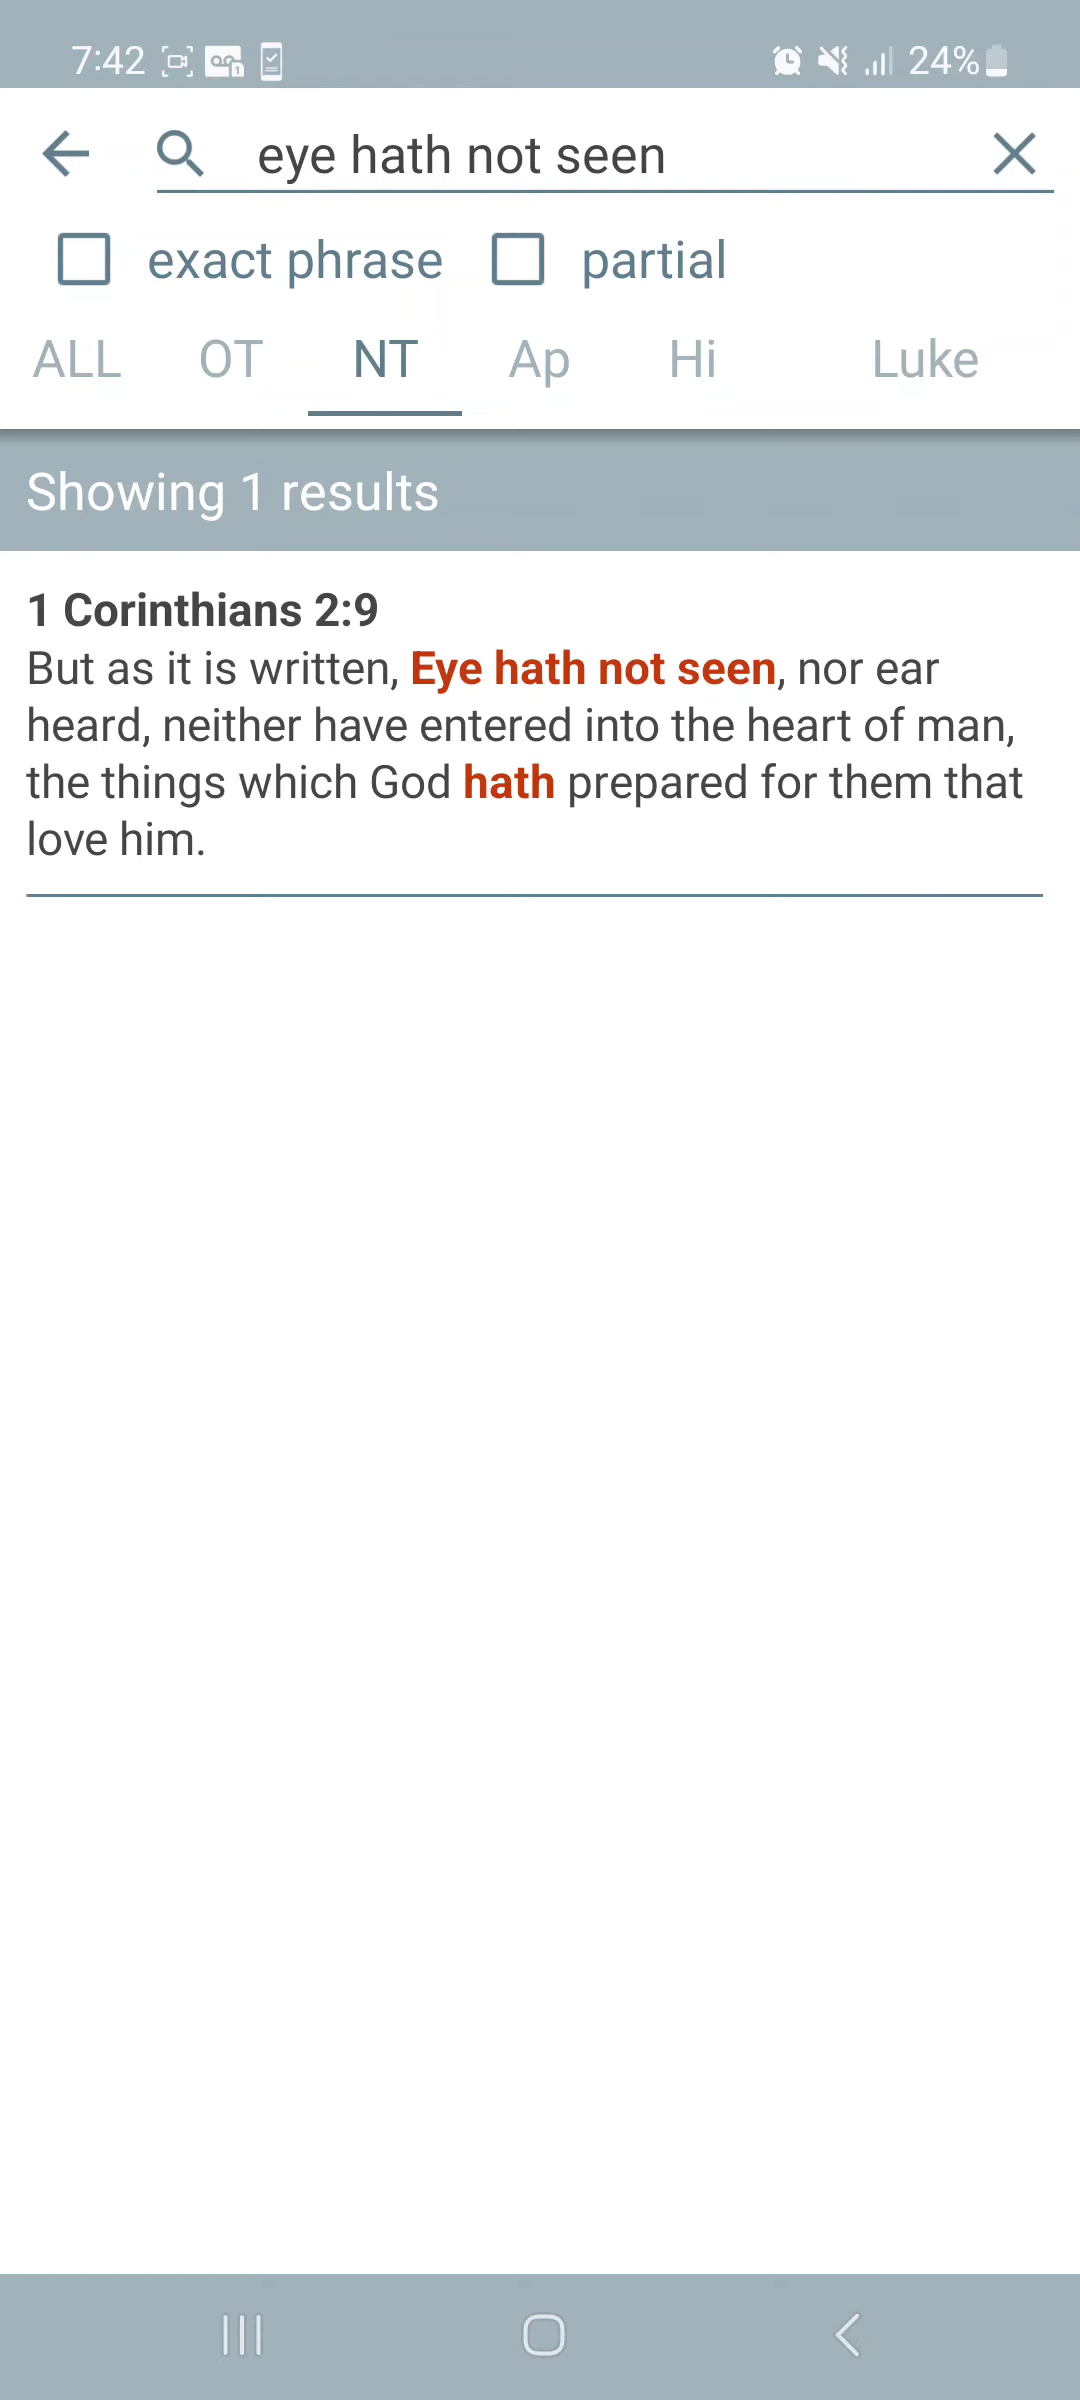 7:42 24%
eye hath not seen
exact phrase partial
ALL OT NT Ap Hi Luke
Showing 1 results
1 Corinthians 2:9
But as it is written, Eye hath not seen, nor ear
heard, neither have entered into the heart of man,
the things which God hath prepared for them that
love him.